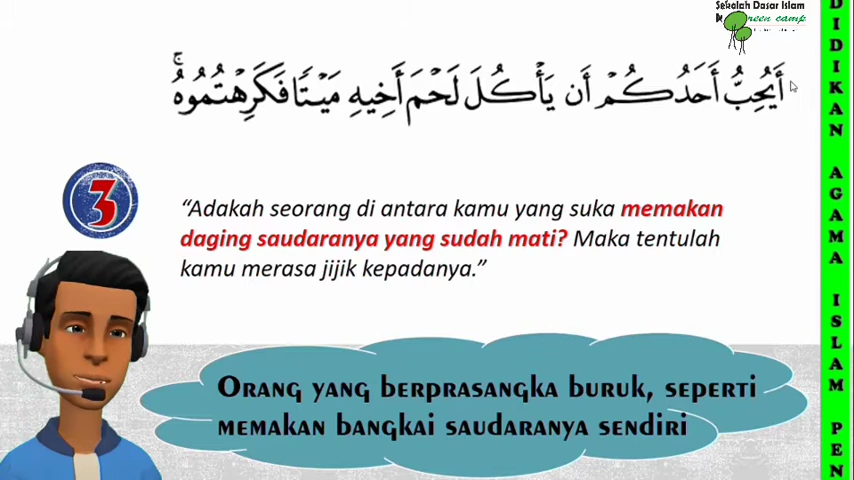 Sekolah Dasar Islam
reen camp
أَيُحِبُّ أَحَدُكُمْ أَن يَأْكُلَ لَحْمَ أَخِيهِ مَيْتًا فَكَرِهْتُمُوهُ ۚ
3
“Adakah seorang di antara kamu yang suka memakan
daging saudaranya yang sudah mati? Maka tentulah
kamu merasa jijik kepadanya.”
Orang yang berprasangka buruk, seperti
memakan bangkai saudaranya sendiri
DIDIKAN AGAMA ISLAM PEN